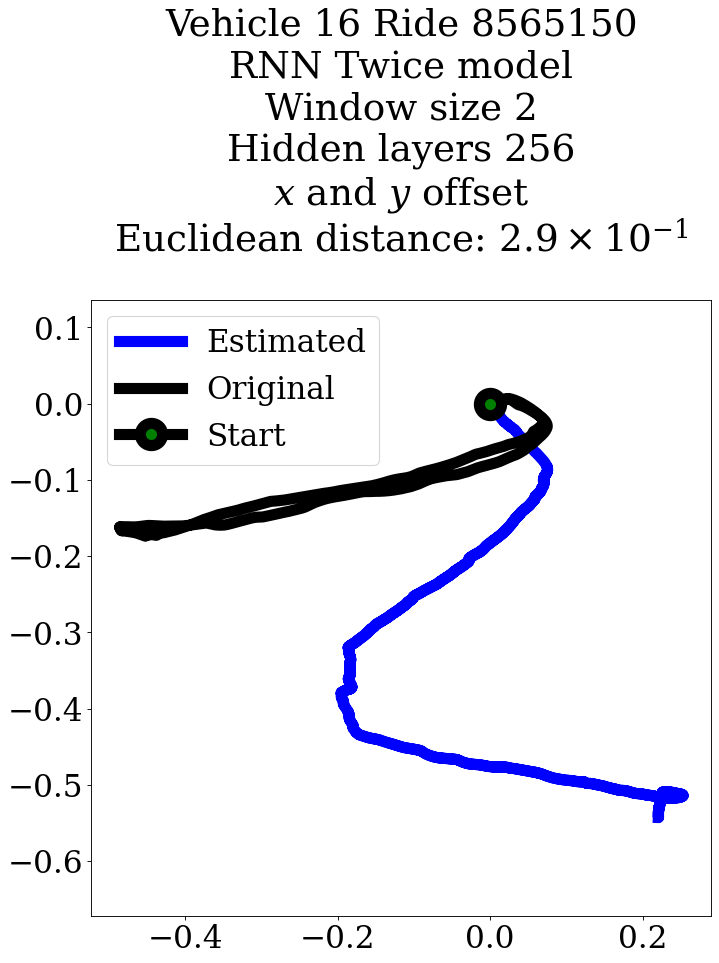 Vehicle 16 Ride 8565150
RNN Twice model
Window size 2
Hidden layers 256
x and y offset
Euclidean distance: 2.9 × 10⁻¹
Estimated
Original
Start
0.1
0.0
−0.1
−0.2
−0.3
−0.4
−0.5
−0.6
−0.4 −0.2 0.0 0.2